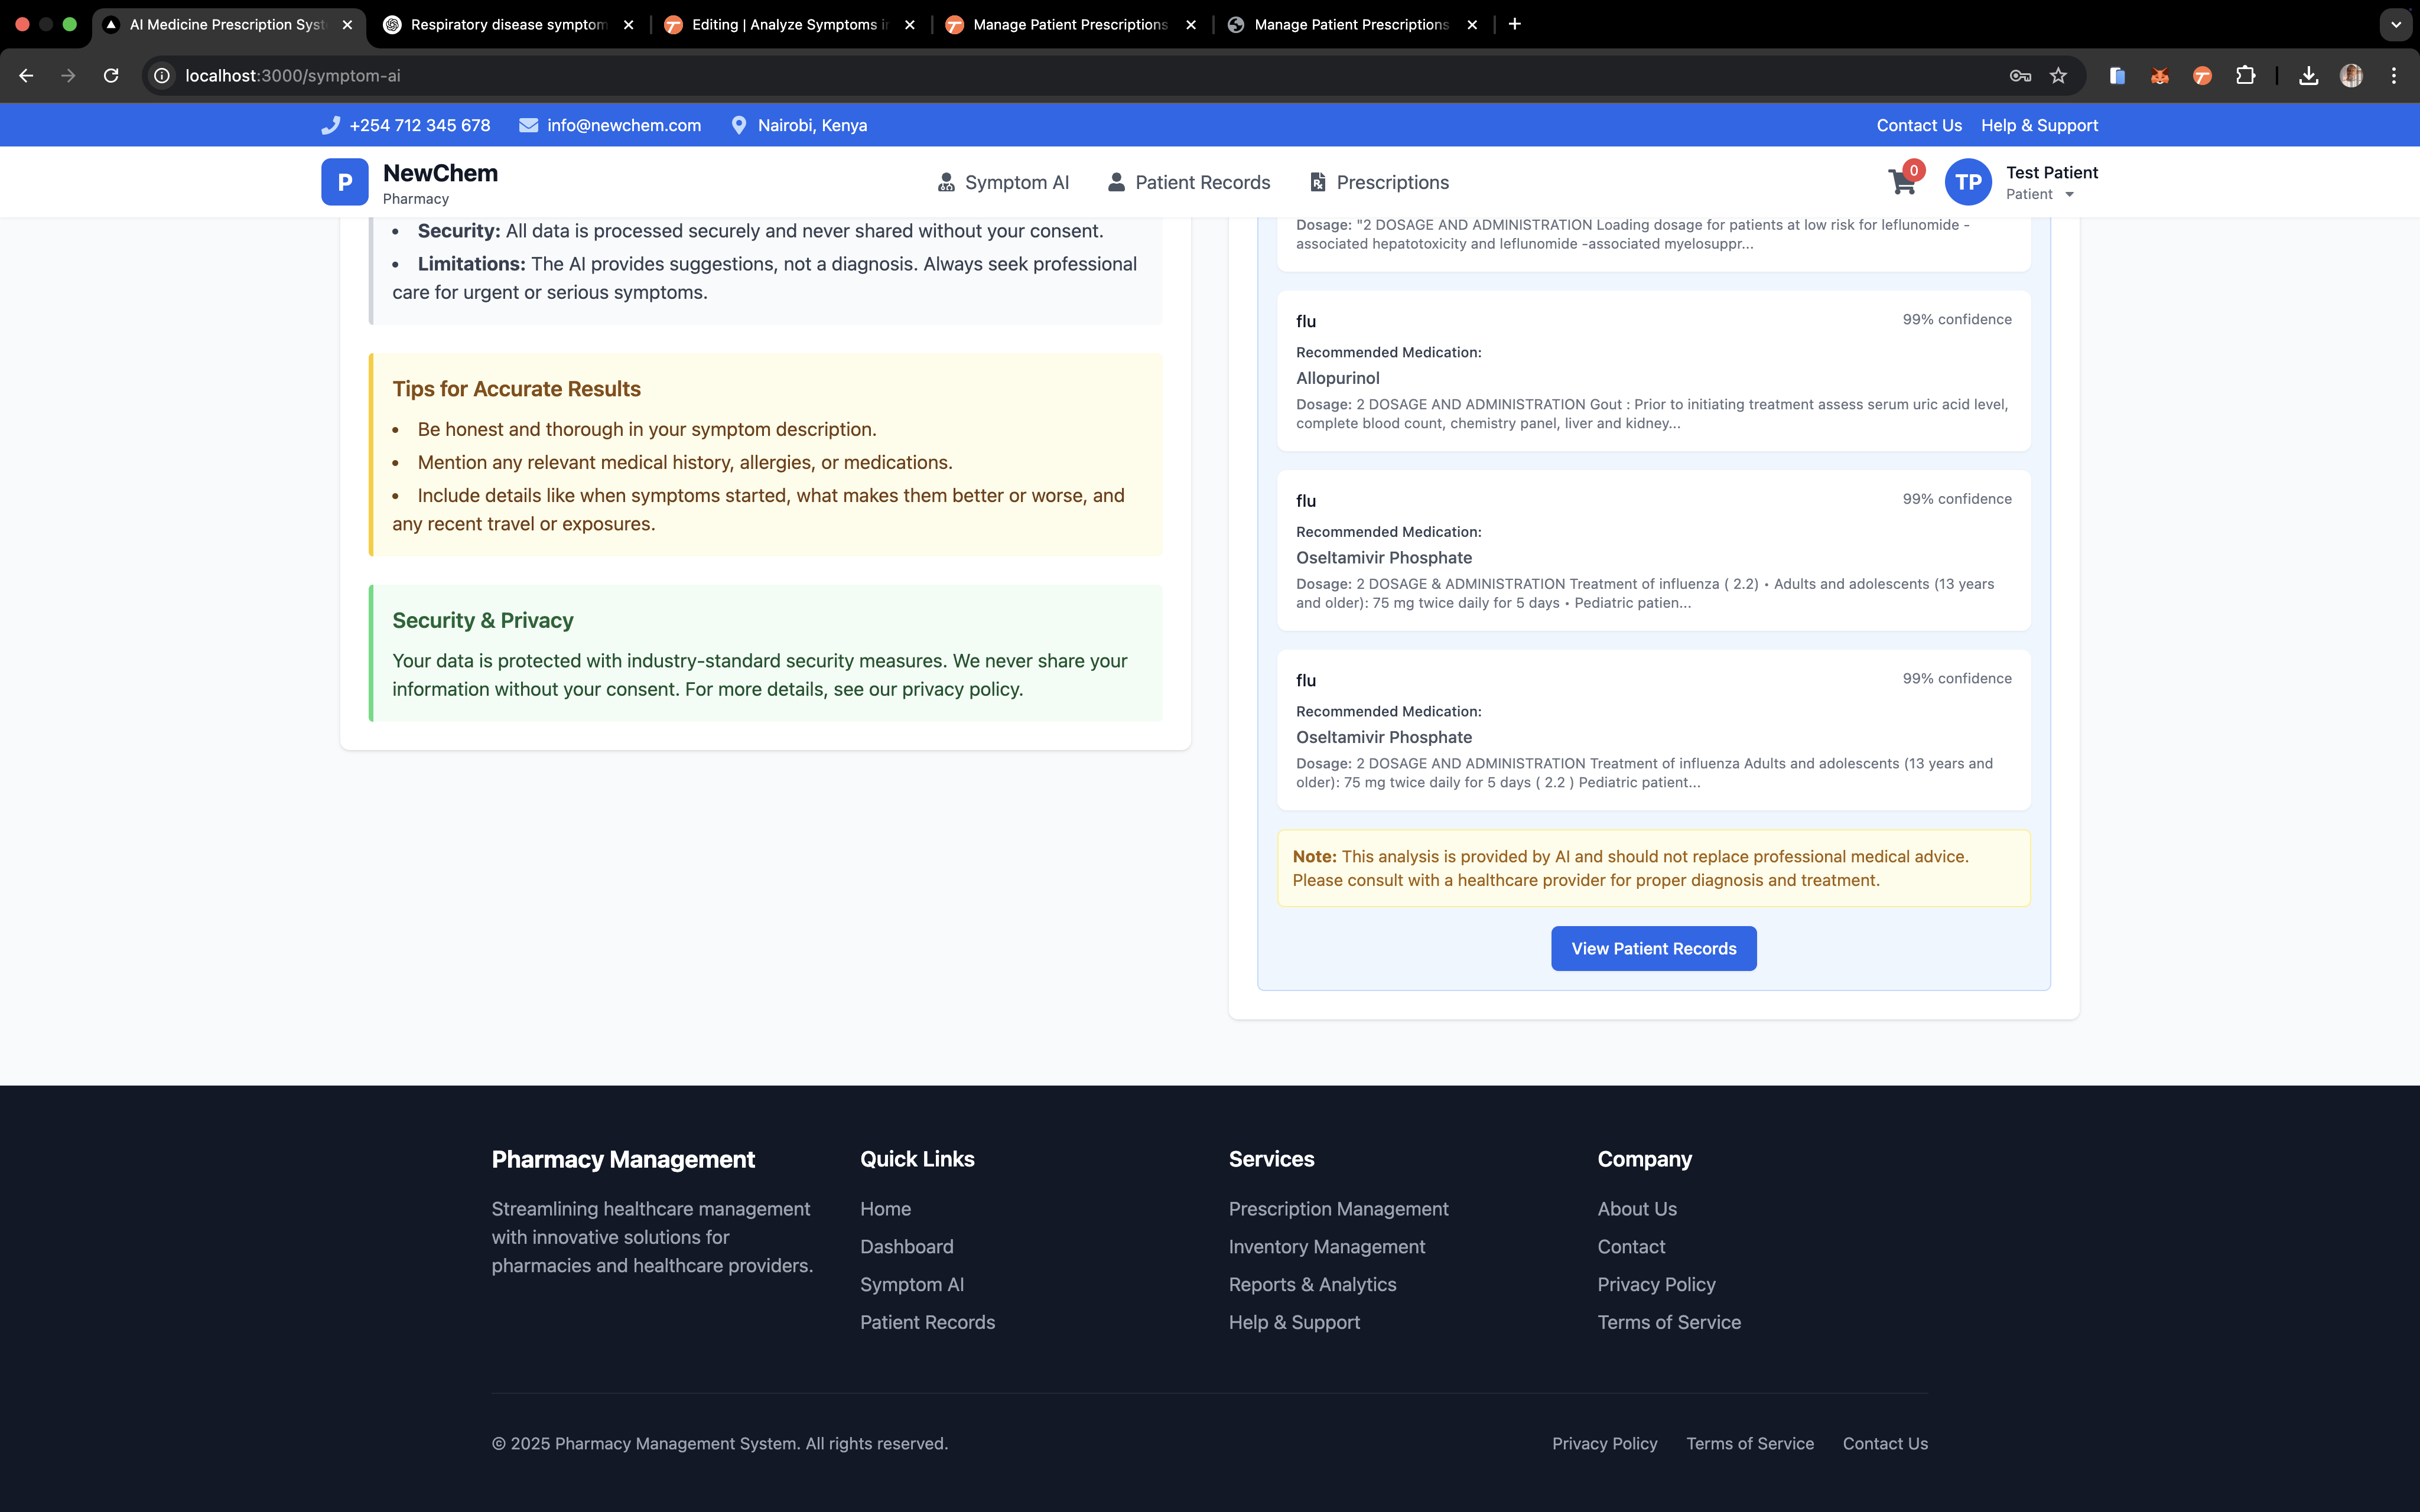 AI Medicine Prescription Syst
Respiratory disease symptom
Editing | Analyze Symptoms i
Manage Patient Prescriptions
Manage Patient Prescriptions
localhost:3000/symptom-ai
+254 712 345 678
info@newchem.com
Nairobi, Kenya
Contact Us
Help & Support
P
NewChem
Pharmacy
Symptom AI
Patient Records
Prescriptions
0
TP
Test Patient
Patient
• Security: All data is processed securely and never shared without your consent.
• Limitations: The AI provides suggestions, not a diagnosis. Always seek professional
care for urgent or serious symptoms.
Tips for Accurate Results
• Be honest and thorough in your symptom description.
• Mention any relevant medical history, allergies, or medications.
• Include details like when symptoms started, what makes them better or worse, and
any recent travel or exposures.
Security & Privacy
Your data is protected with industry-standard security measures. We never share your
information without your consent. For more details, see our privacy policy.
Dosage: "2 DOSAGE AND ADMINISTRATION Loading dosage for patients at low risk for leflunomide -
associated hepatotoxicity and leflunomide -associated myelosuppr...
flu
99% confidence
Recommended Medication:
Allopurinol
Dosage: 2 DOSAGE AND ADMINISTRATION Gout : Prior to initiating treatment assess serum uric acid level,
complete blood count, chemistry panel, liver and kidney...
flu
99% confidence
Recommended Medication:
Oseltamivir Phosphate
Dosage: 2 DOSAGE & ADMINISTRATION Treatment of influenza ( 2.2) • Adults and adolescents (13 years
and older): 75 mg twice daily for 5 days • Pediatric patien...
flu
99% confidence
Recommended Medication:
Oseltamivir Phosphate
Dosage: 2 DOSAGE AND ADMINISTRATION Treatment of influenza Adults and adolescents (13 years and
older): 75 mg twice daily for 5 days ( 2.2 ) Pediatric patient...
Note: This analysis is provided by AI and should not replace professional medical advice.
Please consult with a healthcare provider for proper diagnosis and treatment.
View Patient Records
Pharmacy Management
Streamlining healthcare management
with innovative solutions for
pharmacies and healthcare providers.
Quick Links
Home
Dashboard
Symptom AI
Patient Records
Services
Prescription Management
Inventory Management
Reports & Analytics
Help & Support
Company
About Us
Contact
Privacy Policy
Terms of Service
© 2025 Pharmacy Management System. All rights reserved.
Privacy Policy
Terms of Service
Contact Us